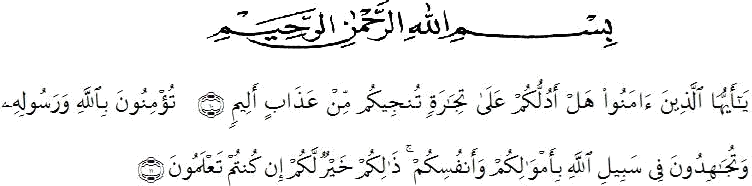 بِسْمِ اللهِ الرَّحْمٰنِ الرَّحِيْمِ
يَـٰٓأَيُّهَا ٱلَّذِينَ ءَامَنُوا۟ هَلْ أَدُلُّكُمْ عَلَىٰ تِجَـٰرَةٍ تُنجِيكُم مِّنْ عَذَابٍ أَلِيمٍ ۝١٠ تُؤْمِنُونَ بِٱللَّهِ وَرَسُولِهِۦ
وَتُجَـٰهِدُونَ فِى سَبِيلِ ٱللَّهِ بِأَمْوَٰلِكُمْ وَأَنفُسِكُمْ ۚ ذَٰلِكُمْ خَيْرٌ لَّكُمْ إِن كُنتُمْ تَعْلَمُونَ ۝١١